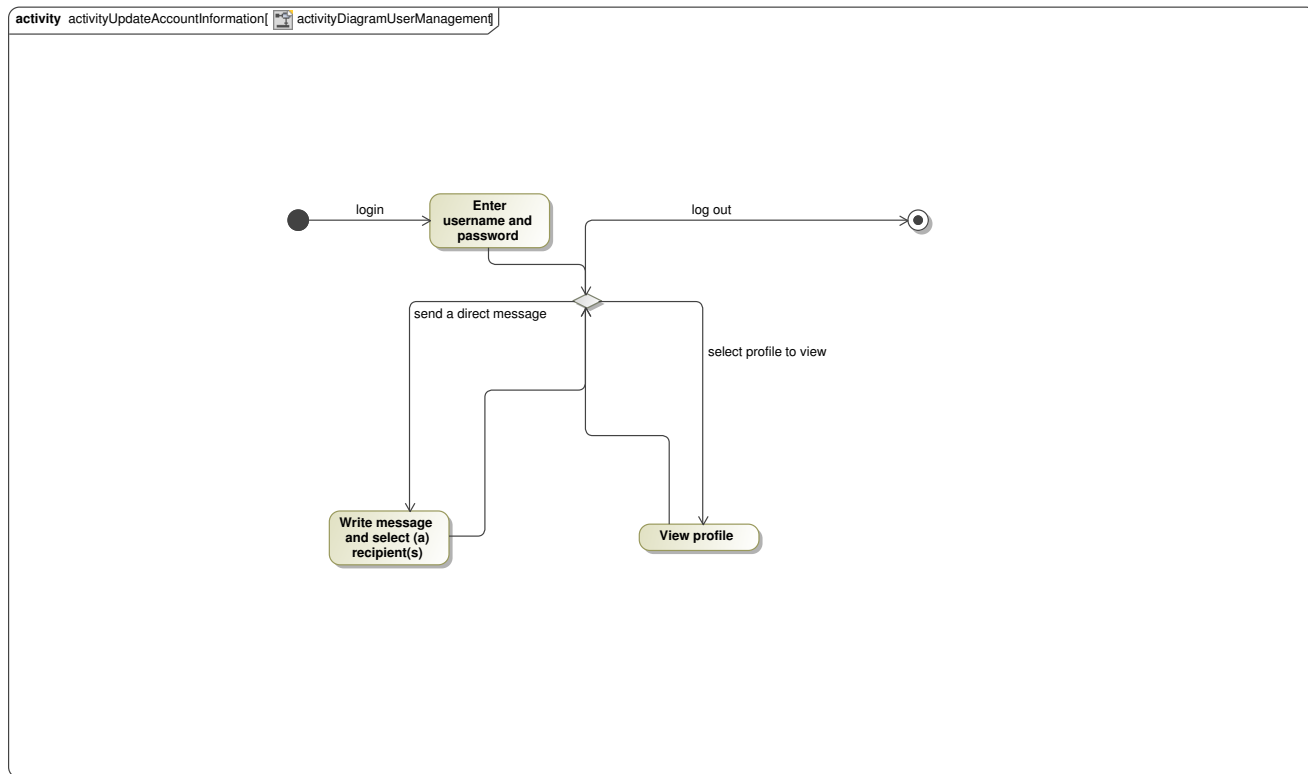 activity activityUpdateAccountInformation[ activityDiagramUserManagement]
login
Enter
username and
password
log out
send a direct message
select profile to view
Write message
and select (a)
recipient(s)
View profile